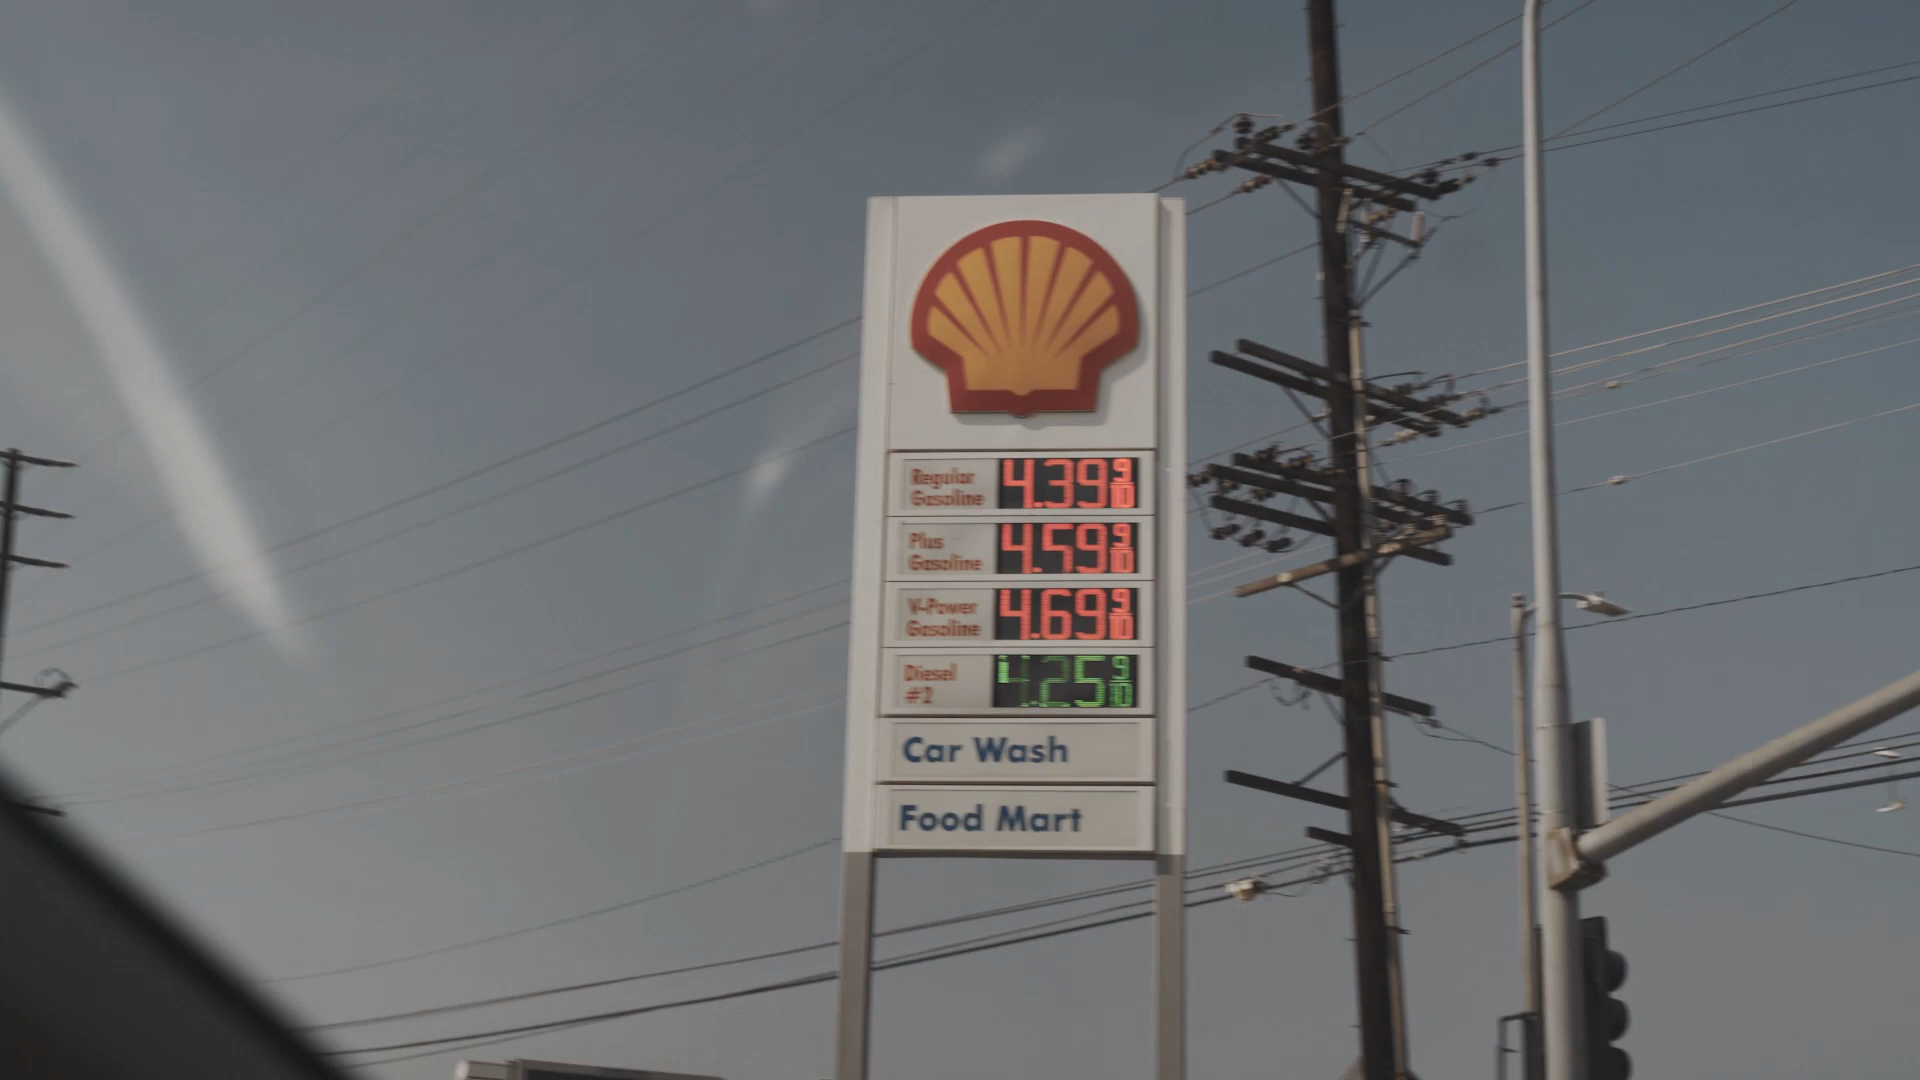 Regular
Gasoline
4.39 9/10
Plus
Gasoline
4.59 9/10
V-Power
Gasoline
4.69 9/10
Diesel
#2
4.25 9/10
Car Wash
Food Mart